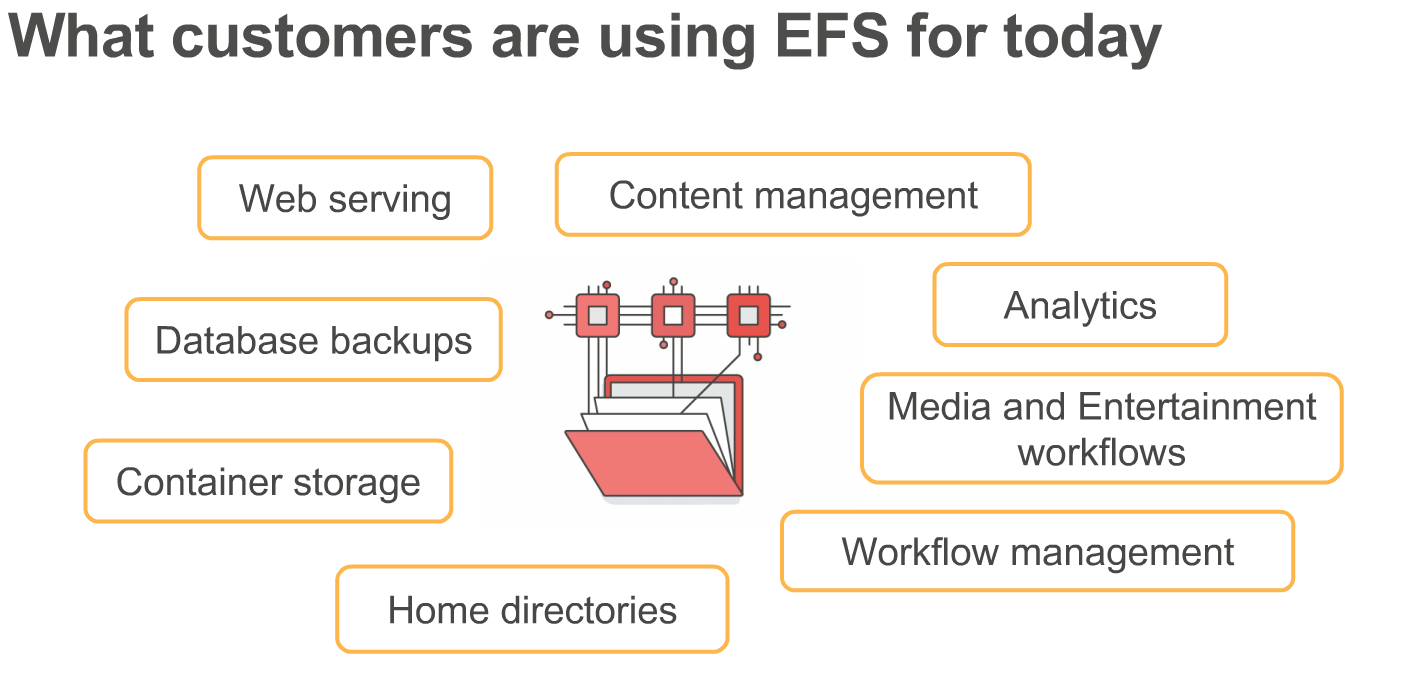 What customers are using EFS for today
Web serving
Content management
Analytics
Database backups
Media and Entertainment
workflows
Container storage
Workflow management
Home directories